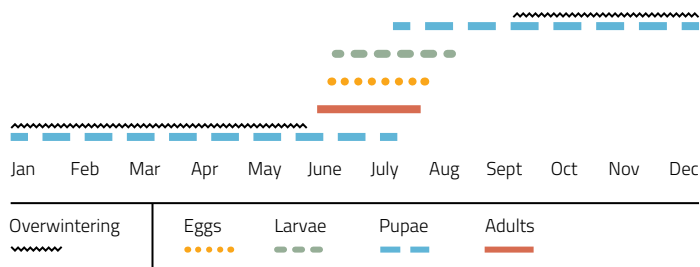 Jan Feb Mar Apr May June July Aug Sept Oct Nov Dec
Overwintering Eggs Larvae Pupae Adults